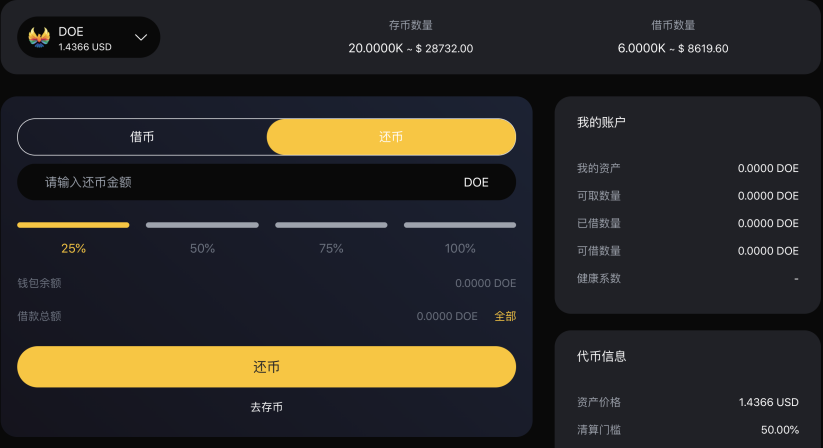 DOE
1.4366 USD
存币数量
20.0000K ~ $ 28732.00
借币数量
6.0000K ~ $ 8619.60
借币
还币
请输入还币金额
DOE
25%
50%
75%
100%
钱包余额
0.0000 DOE
借款总额
0.0000 DOE 全部
还币
去存币
我的账户
我的资产 0.0000 DOE
可取数量 0.0000 DOE
已借数量 0.0000 DOE
可借数量 0.0000 DOE
健康系数 -
代币信息
资产价格 1.4366 USD
清算门槛 50.00%